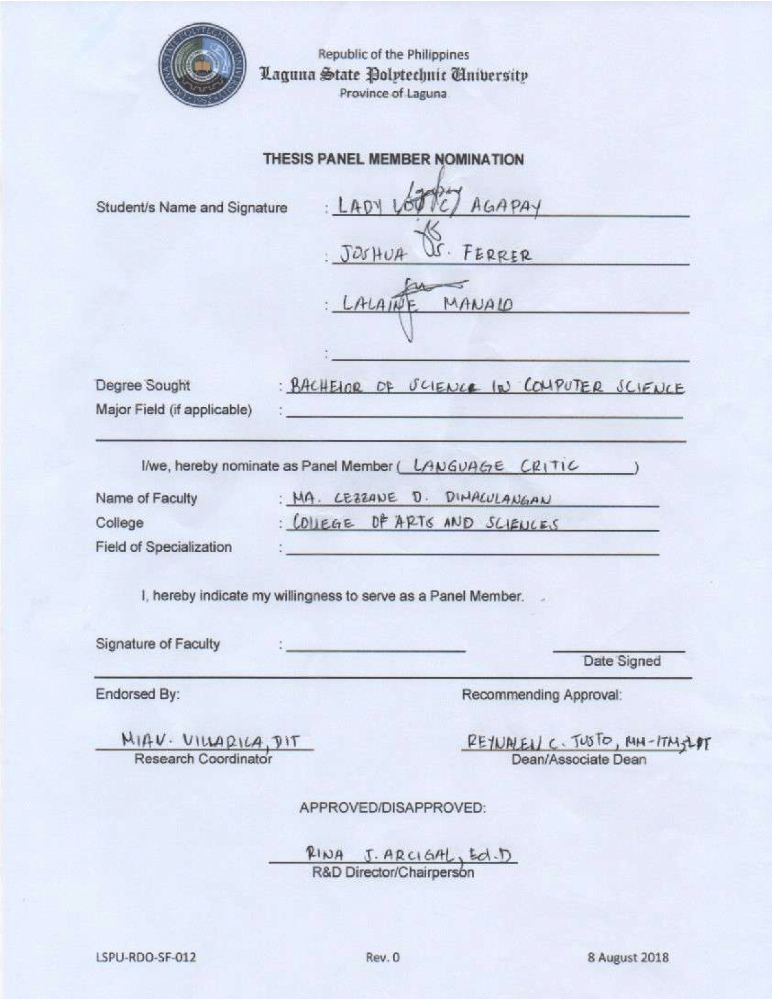 LAGUNA STATE POLYTECHNIC UNIVERSITY
Republic of the Philippines
Laguna State Polytechnic University
Province of Laguna
THESIS PANEL MEMBER NOMINATION
Student/s Name and Signature : LADY LOU C. AGAPAY
: JOSHUA S. FERRER
: LALAINE MANALO
:
Degree Sought : BACHELOR OF SCIENCE IN COMPUTER SCIENCE
Major Field (if applicable) :
I/we, hereby nominate as Panel Member ( LANGUAGE CRITIC )
Name of Faculty : MA. CEZZANE D. DIMACULANGAN
College : COLLEGE OF ARTS AND SCIENCES
Field of Specialization :
I, hereby indicate my willingness to serve as a Panel Member.
Signature of Faculty :
Date Signed
Endorsed By: Recommending Approval:
MIA V. VILLARICA, DIT REYNALEN C. JUSTO, MM-ITM, LPT
Research Coordinator Dean/Associate Dean
APPROVED/DISAPPROVED:
RINA J. ARCIGAL, Ed.D
R&D Director/Chairperson
LSPU-RDO-SF-012 Rev. 0 8 August 2018